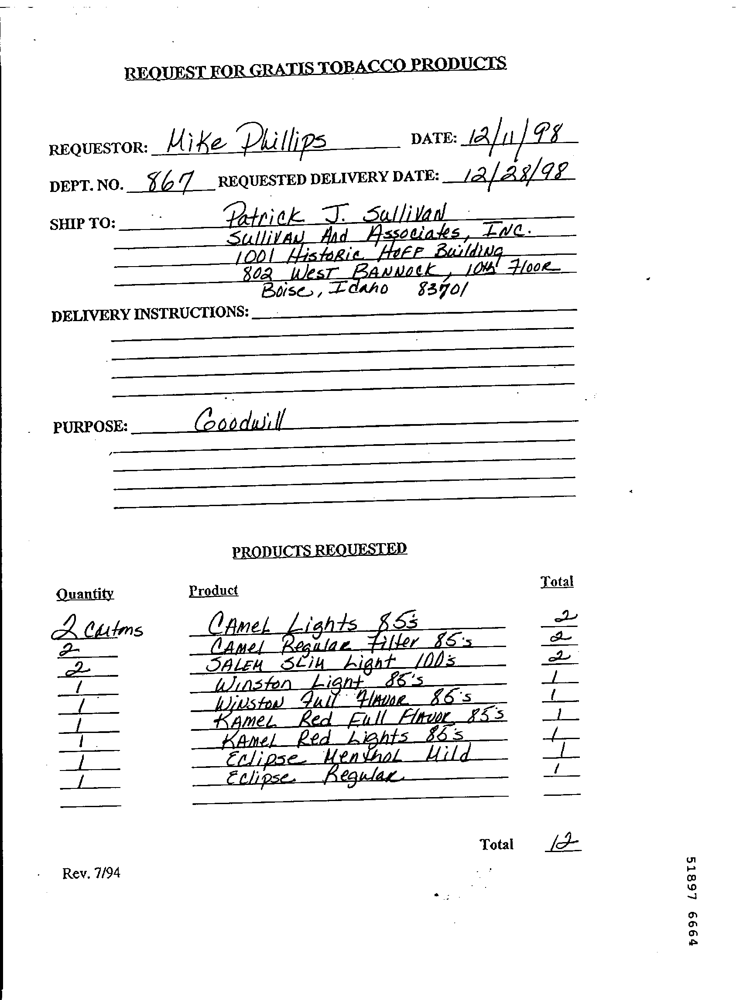 REQUEST FOR GRATIS TOBACCO PRODUCTS
REQUESTOR: Mike Phillips DATE: 12/11/98
DEPT. NO. 867 REQUESTED DELIVERY DATE: 12/28/98
SHIP TO: Patrick J. Sullivan
Sullivan And Associates, INC.
1001 Historic Hoff Building
802 West Bannock, 10th Floor
Boise, Idaho 83701
DELIVERY INSTRUCTIONS:
PURPOSE: Goodwill
PRODUCTS REQUESTED
Quantity Product Total
2 Cartons Camel Lights 85's 2
2 Camel Regular Filter 85's 2
2 Salem Slim Light 100's 2
1 Winston Light 85's 1
1 Winston Full Flavor 85's 1
1 Kamel Red Full Flavor 85's 1
1 Kamel Red Lights 85's 1
1 Eclipse Menthol Mild 1
1 Eclipse Regular 1
Total 12
Rev. 7/94
51897 6664